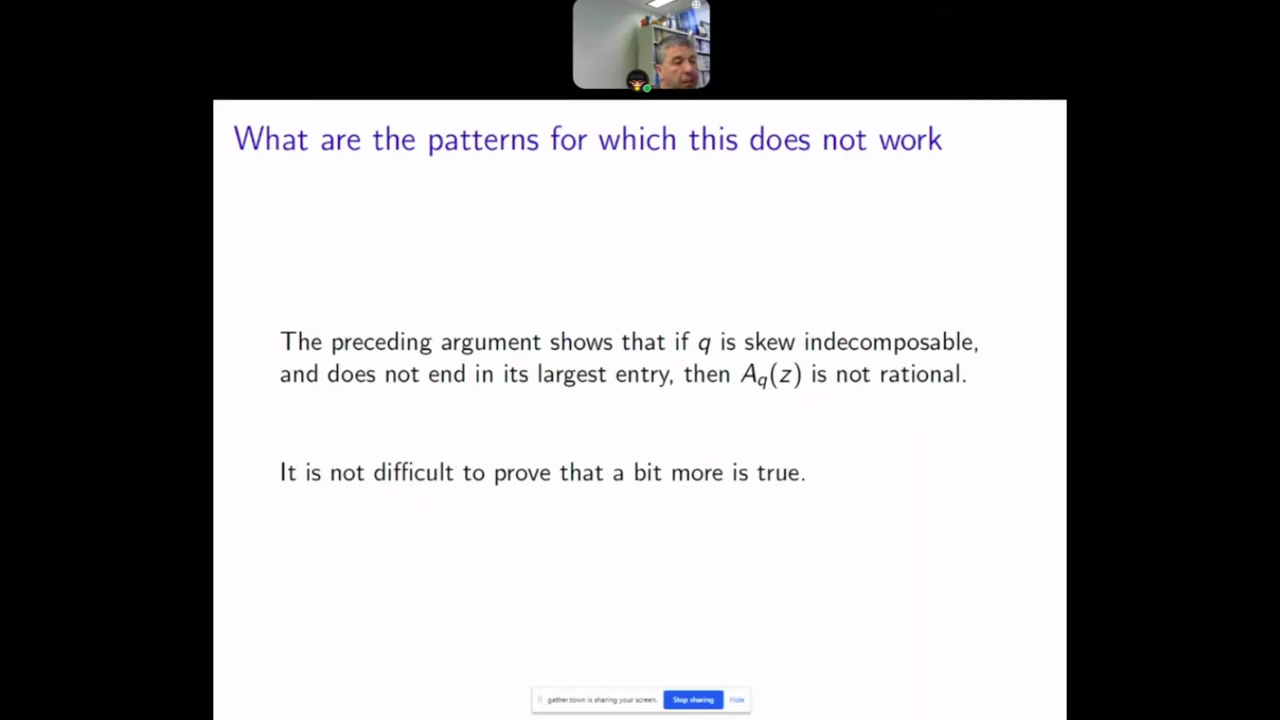 What are the patterns for which this does not work
The preceding argument shows that if q is skew indecomposable,
and does not end in its largest entry, then A_q(z) is not rational.
It is not difficult to prove that a bit more is true.
gather.town is sharing your screen. Stop sharing Hide